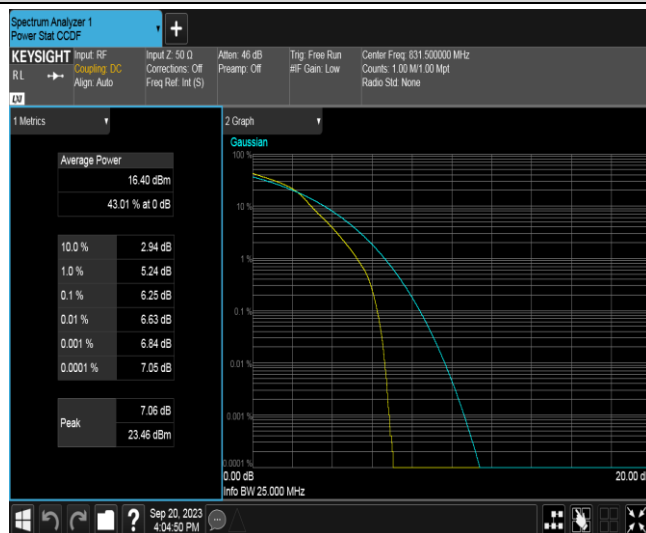 Spectrum Analyzer 1
Power Stat CCDF
+
KEYSIGHT
RL
LXI
Input: RF
Coupling: DC
Align: Auto
Input Z: 50 Ω
Corrections: Off
Freq Ref: Int (S)
Atten: 46 dB
Preamp: Off
Trig: Free Run
#IF Gain: Low
Center Freq: 831.500000 MHz
Counts: 1.00 M/1.00 Mpt
Radio Std: None
1 Metrics
Average Power
16.40 dBm
43.01 % at 0 dB
10.0 % 2.94 dB
1.0 % 5.24 dB
0.1 % 6.25 dB
0.01 % 6.63 dB
0.001 % 6.84 dB
0.0001 % 7.05 dB
Peak
7.06 dB
23.46 dBm
2 Graph
Gaussian
100 %
10 %
1 %
0.1 %
0.01 %
0.001 %
0.0001 %
0.00 dB
20.00 d
Info BW 25.000 MHz
?
Sep 20, 2023
4:04:50 PM